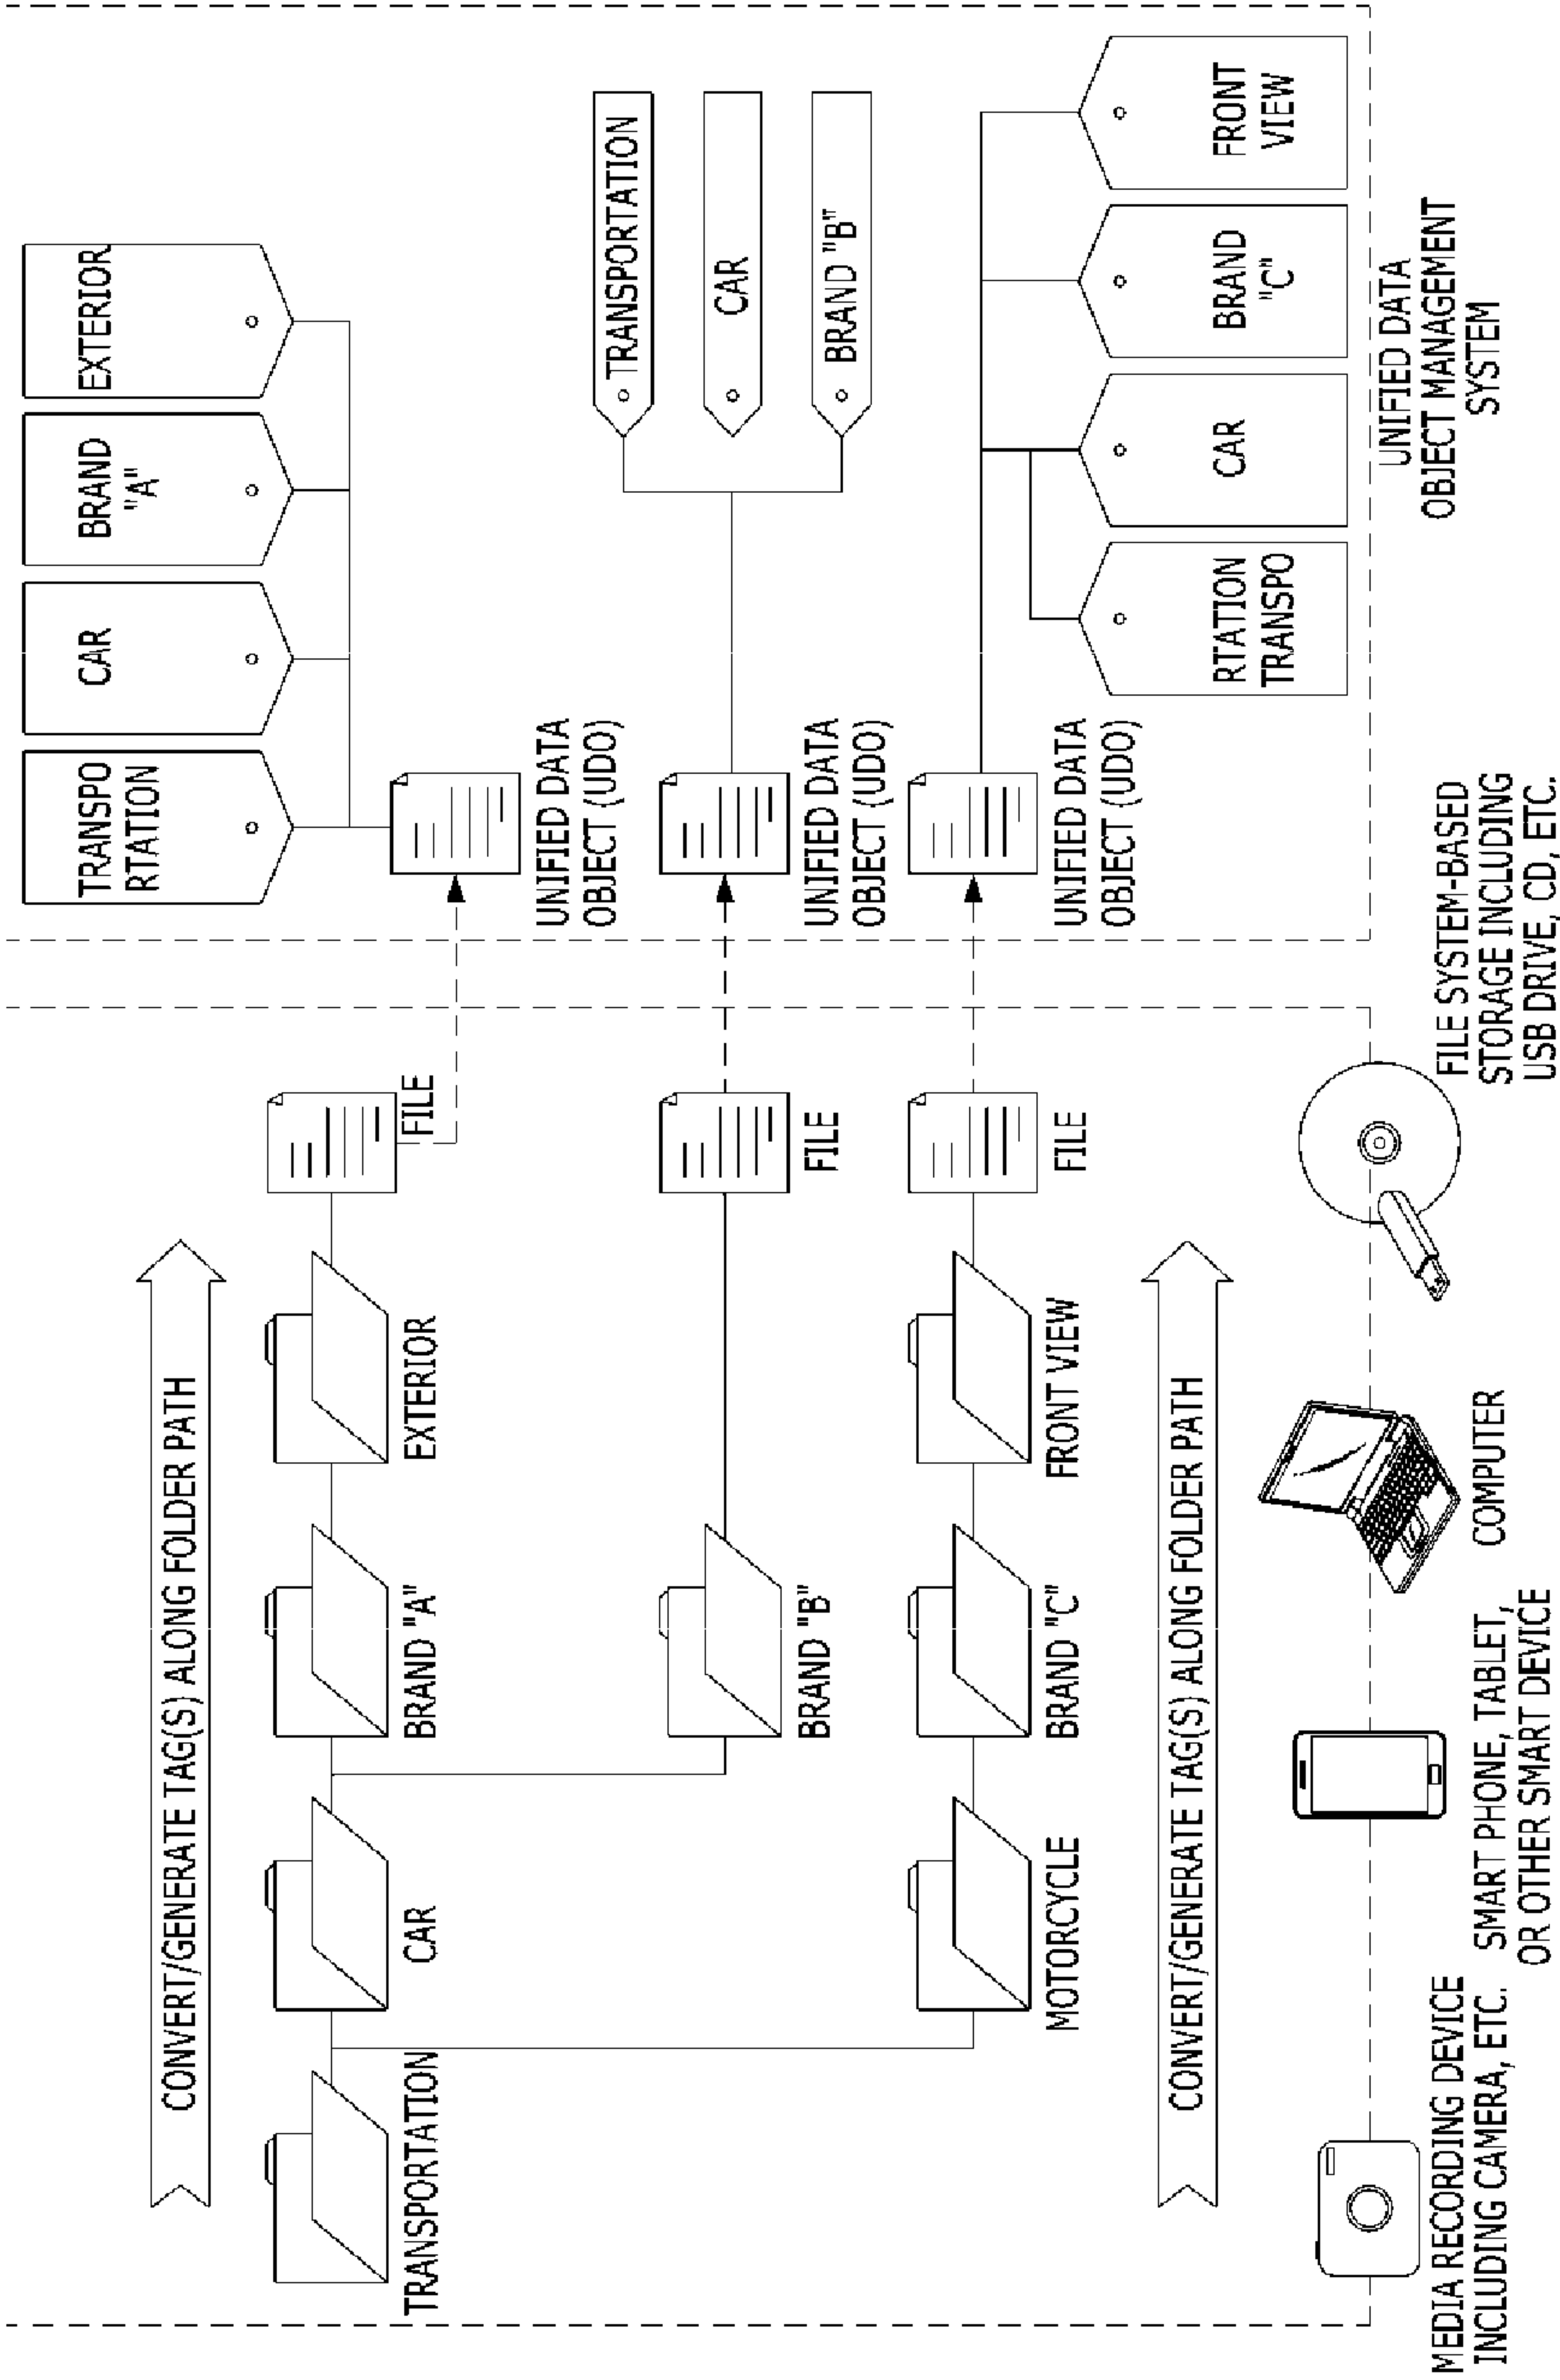 CONVERT/GENERATE TAG(S) ALONG FOLDER PATH
TRANSPORTATION
CAR
BRAND "A"
EXTERIOR
FILE
BRAND "B"
FILE
MOTORCYCLE
BRAND "C"
FRONT VIEW
FILE
CONVERT/GENERATE TAG(S) ALONG FOLDER PATH
MEDIA RECORDING DEVICE
INCLUDING CAMERA, ETC.
SMART PHONE, TABLET,
OR OTHER SMART DEVICE
COMPUTER
FILE SYSTEM-BASED
STORAGE INCLUDING
USB DRIVE, CD, ETC.
TRANSPO
RTATION
CAR
BRAND
"A"
EXTERIOR
UNIFIED DATA
OBJECT (UDO)
TRANSPORTATION
CAR
BRAND "B"
UNIFIED DATA
OBJECT (UDO)
UNIFIED DATA
OBJECT (UDO)
RTATION
TRANSPO
CAR
BRAND
"C"
FRONT
VIEW
UNIFIED DATA
OBJECT MANAGEMENT
SYSTEM